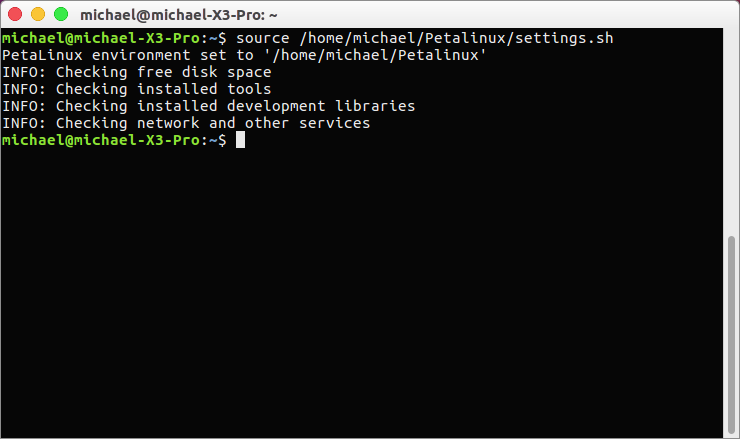 michael@michael-X3-Pro: ~
michael@michael-X3-Pro:~$ source /home/michael/Petalinux/settings.sh
PetaLinux environment set to '/home/michael/Petalinux'
INFO: Checking free disk space
INFO: Checking installed tools
INFO: Checking installed development libraries
INFO: Checking network and other services
michael@michael-X3-Pro:~$